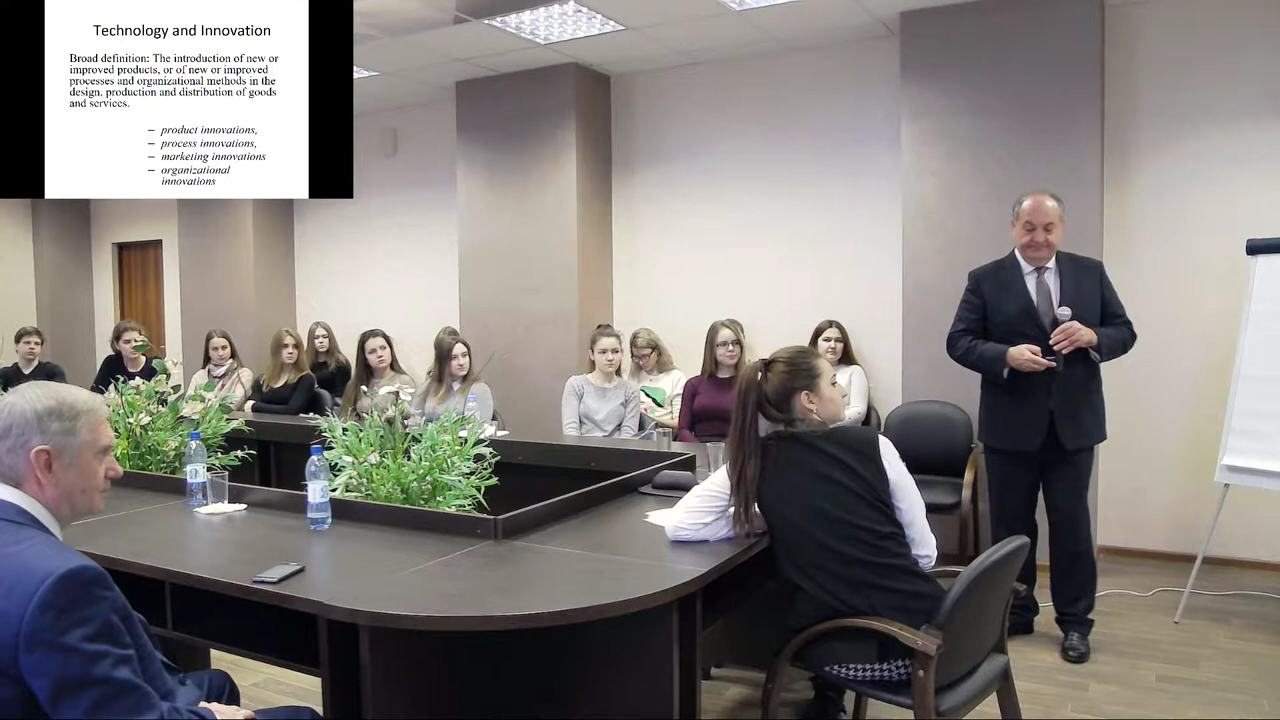 Technology and Innovation
Broad definition: The introduction of new or
improved products, or of new or improved
processes and organizational methods in the
design, production and distribution of goods
and services.
– product innovations,
– process innovations,
– marketing innovations
– organizational
innovations